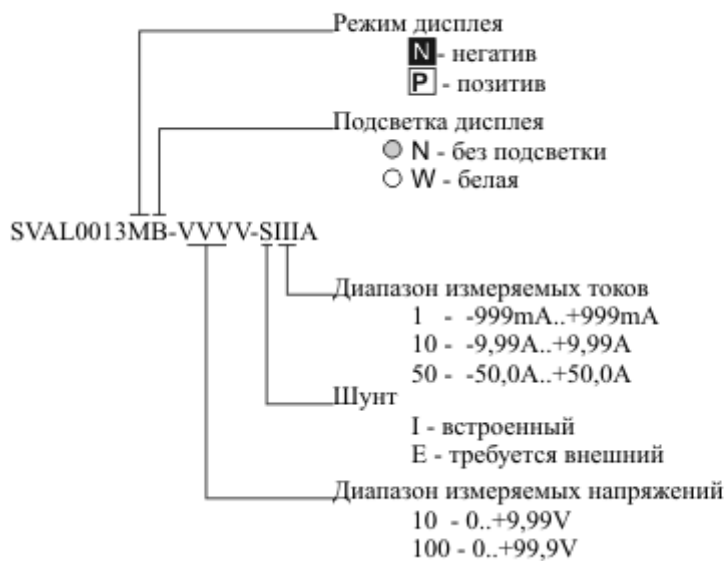 Режим дисплея
N - негатив
P - позитив
Подсветка дисплея
N - без подсветки
W - белая
SVAL0013MB-VVVV-SIIIA
Диапазон измеряемых токов
1 - -999mA..+999mA
10 - -9,99A..+9,99A
50 - -50,0A..+50,0A
Шунт
I - встроенный
E - требуется внешний
Диапазон измеряемых напряжений
10 - 0..+9,99V
100 - 0..+99,9V